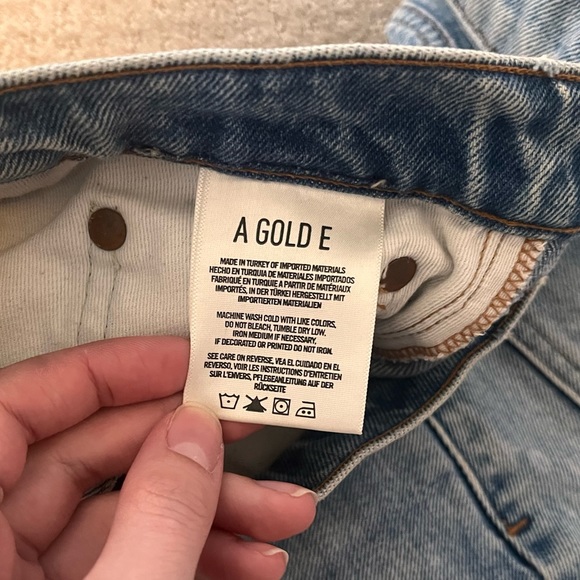 A GOLD E
MADE IN TURKEY OF IMPORTED MATERIALS
HECHO EN TURQUIA DE MATERIALES IMPORTADOS
FABRIQUÉ EN TURQUIE A PARTIR DE MATÉRIAUX
IMPORTÉS, IN DER TÜRKEI HERGESTELLT MIT
IMPORTIERTEN MATERIALIEN
MACHINE WASH COLD WITH LIKE COLORS,
DO NOT BLEACH, TUMBLE DRY LOW.
IRON MEDIUM IF NECESSARY.
IF DECORATED OR PRINTED DO NOT IRON.
SEE CARE ON REVERSE, VEA EL CUIDADO EN EL
REVERSO, VOIR LES INSTRUCTIONS D'ENTRETIEN
SUR L'ENVERS, PFLEGEANLEITUNG AUF DER
RÜCKSEITE